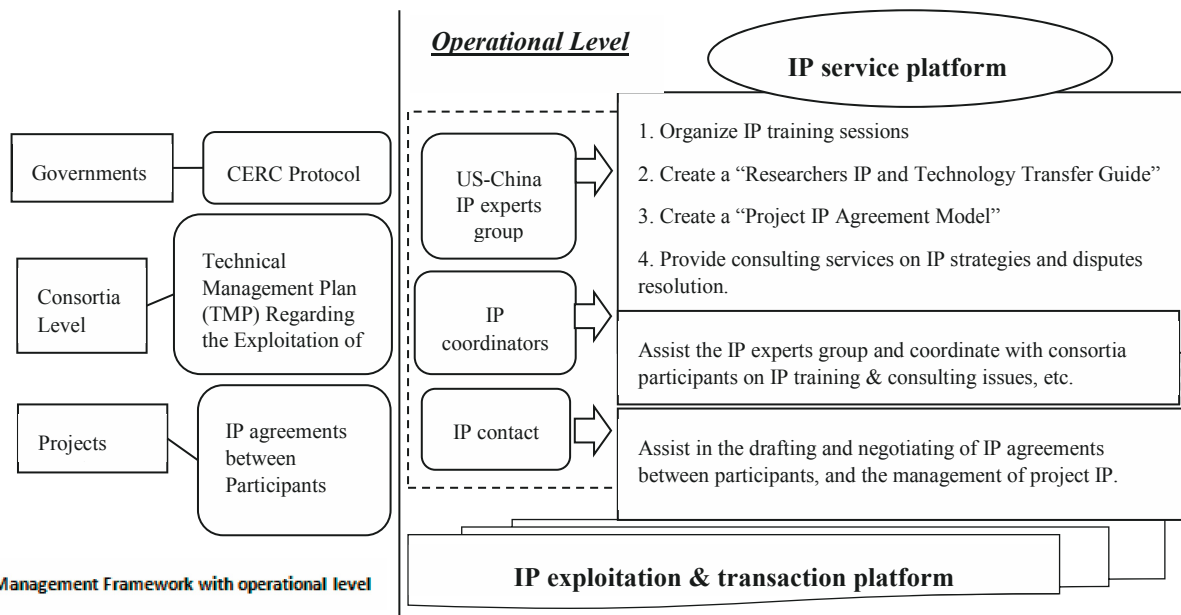 Governments
CERC Protocol
Consortia
Level
Technical
Management Plan
(TMP) Regarding
the Exploitation of
Projects
IP agreements
between
Participants
Management Framework with operational level
Operational Level
IP service platform
US-China
IP experts
group
1. Organize IP training sessions
2. Create a “Researchers IP and Technology Transfer Guide”
3. Create a “Project IP Agreement Model”
4. Provide consulting services on IP strategies and disputes
resolution.
IP
coordinators
Assist the IP experts group and coordinate with consortia
participants on IP training & consulting issues, etc.
IP contact
Assist in the drafting and negotiating of IP agreements
between participants, and the management of project IP.
IP exploitation & transaction platform